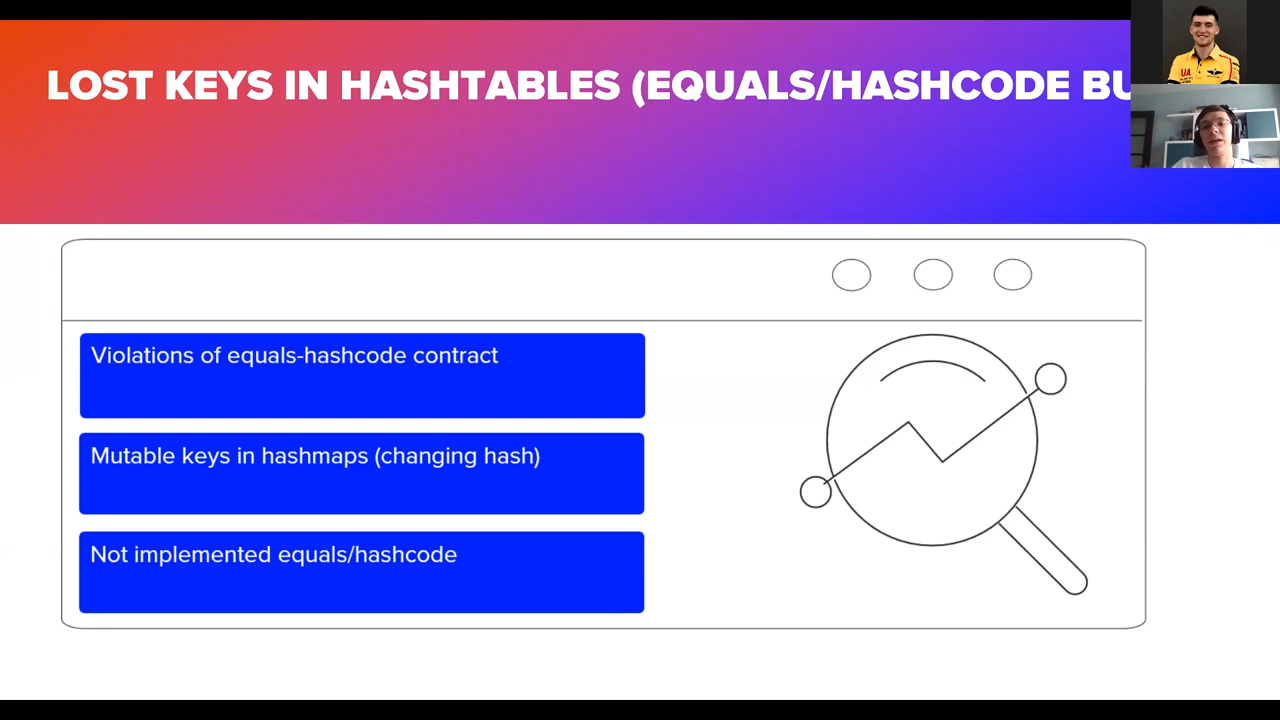 LOST KEYS IN HASHTABLES (EQUALS/HASHCODE BU
UA
Violations of equals-hashcode contract
Mutable keys in hashmaps (changing hash)
Not implemented equals/hashcode